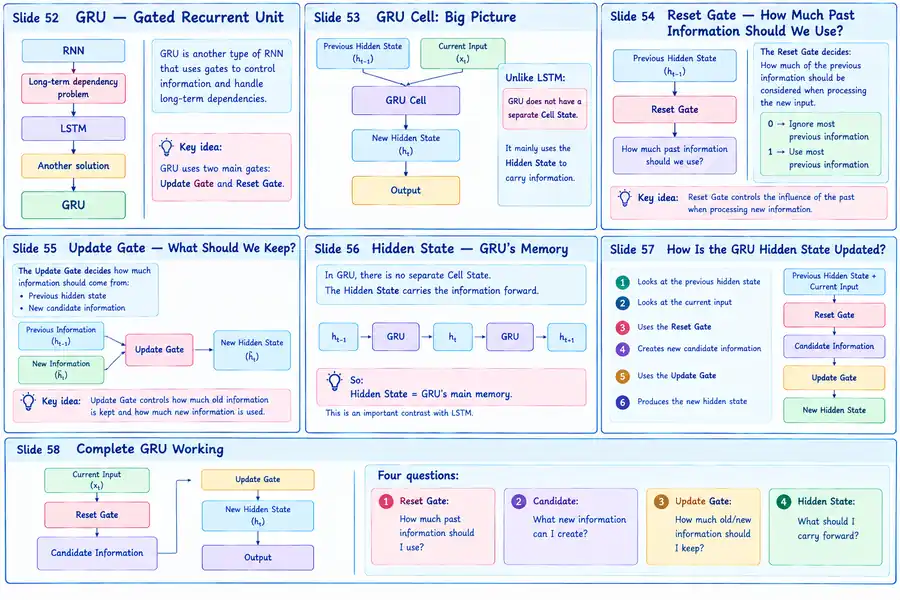 Slide 52 GRU — Gated Recurrent Unit
RNN
Long-term dependency
problem
LSTM
Another solution
GRU
GRU is another type of RNN
that uses gates to control
information and handle
long-term dependencies.
Key idea:
GRU uses two main gates:
Update Gate and Reset Gate.
Slide 53 GRU Cell: Big Picture
Previous Hidden State
(hₜ₋₁)
Current Input
(xₜ)
GRU Cell
New Hidden State
(hₜ)
Output
Unlike LSTM:
GRU does not have a
separate Cell State.
It mainly uses the
Hidden State to
carry information.
Slide 54 Reset Gate — How Much Past
Information Should We Use?
Previous Hidden State
(hₜ₋₁)
Reset Gate
How much past information
should we use?
The Reset Gate decides:
How much of the previous
information should be
considered when processing
the new input.
0 → Ignore most
previous information
1 → Use most
previous information
Key idea: Reset Gate controls the influence of the past
when processing new information.
Slide 55 Update Gate — What Should We Keep?
The Update Gate decides how much
information should come from:
• Previous hidden state
• New candidate information
Previous Information
(hₜ₋₁)
New Information
(h̃ₜ)
Update Gate
New Hidden State
(h̃ₜ)
Key idea: Update Gate controls how much old information
is kept and how much new information is used.
Slide 56 Hidden State — GRU's Memory
In GRU, there is no separate Cell State.
The Hidden State carries the information forward.
hₜ₋₁ GRU hₜ GRU hₜ₊₁
So:
Hidden State = GRU's main memory.
This is an important contrast with LSTM.
Slide 57 How Is the GRU Hidden State Updated?
1 Looks at the previous hidden state
2 Looks at the current input
3 Uses the Reset Gate
4 Creates new candidate information
5 Uses the Update Gate
6 Produces the new hidden state
Previous Hidden State +
Current Input
Reset Gate
Candidate Information
Update Gate
New Hidden State
Slide 58 Complete GRU Working
Current Input
(xₜ)
Reset Gate
Candidate Information
Update Gate
New Hidden State
(hₜ)
Output
Four questions:
1 Reset Gate:
How much past
information should
I use?
2 Candidate:
What new information
can I create?
3 Update Gate:
How much old/new
information should
I keep?
4 Hidden State:
What should I
carry forward?